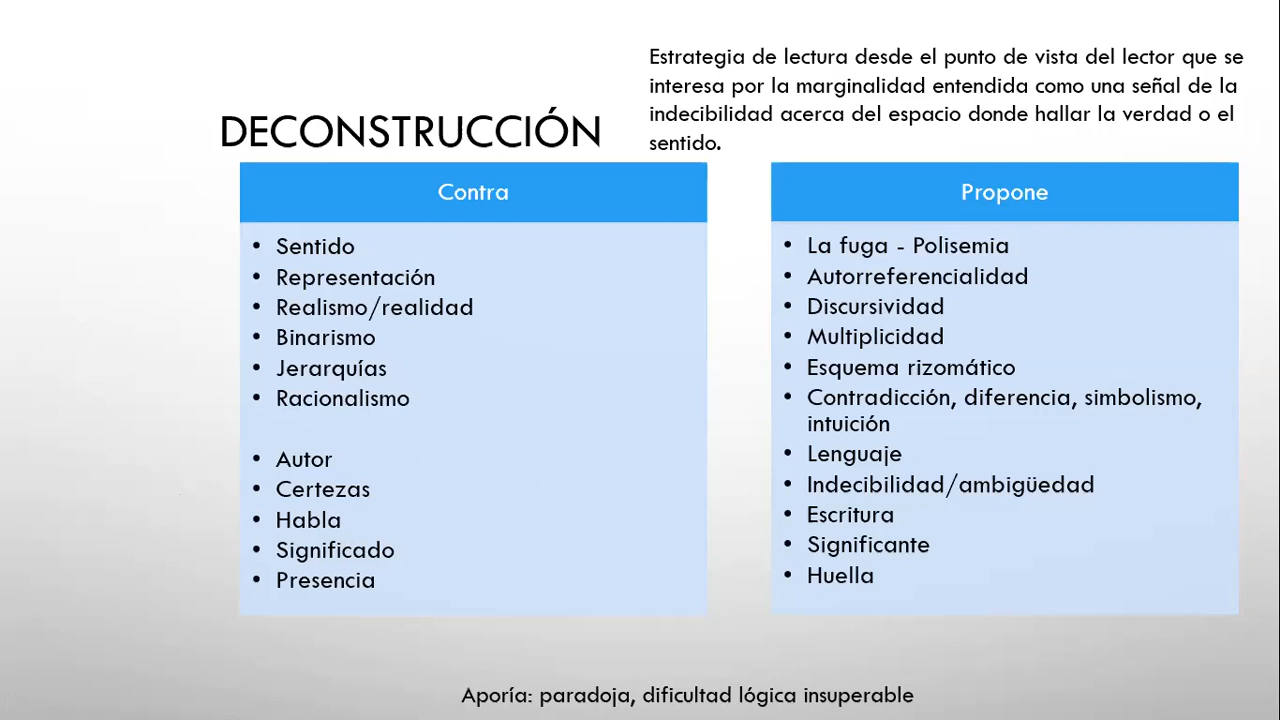 Estrategia de lectura desde el punto de vista del lector que se
interesa por la marginalidad entendida como una señal de la
indecibilidad acerca del espacio donde hallar la verdad o el
sentido.
DECONSTRUCCIÓN
Contra
• Sentido
• Representación
• Realismo/realidad
• Binarismo
• Jerarquías
• Racionalismo
• Autor
• Certezas
• Habla
• Significado
• Presencia
Propone
• La fuga - Polisemia
• Autorreferencialidad
• Discursividad
• Multiplicidad
• Esquema rizomático
• Contradicción, diferencia, simbolismo,
intuición
• Lenguaje
• Indecibilidad/ambigüedad
• Escritura
• Significante
• Huella
Aporía: paradoja, dificultad lógica insuperable